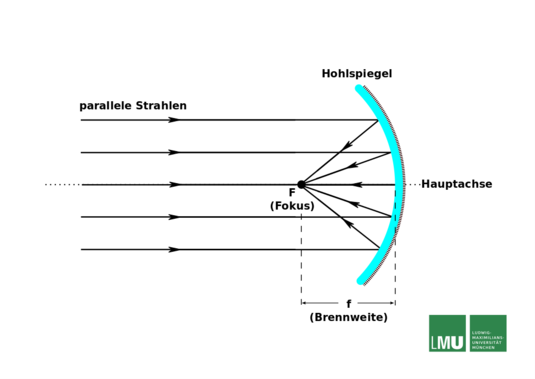 Hohlspiegel
parallele Strahlen
Hauptachse
F
(Fokus)
f
(Brennweite)
LMU
LUDWIG-
MAXIMILIANS-
UNIVERSITÄT
MÜNCHEN